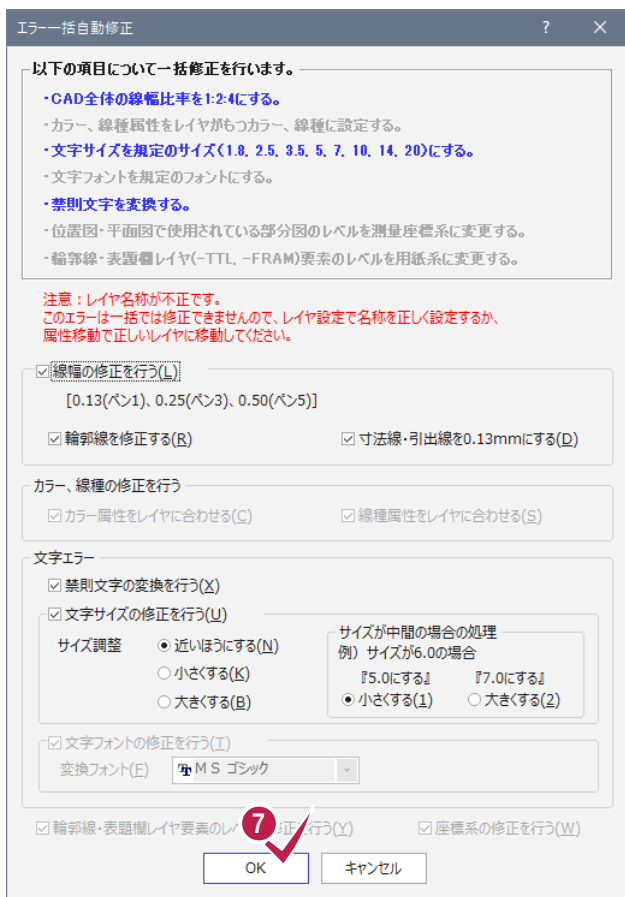 エラー一括自動修正 ? ×
以下の項目について一括修正を行います。
・CAD全体の線幅比率を1:2:4にする。
・カラー、線種属性をレイヤがもつカラー、線種に設定する。
・文字サイズを規定のサイズ(1.8, 2.5, 3.5, 5, 7, 10, 14, 20)にする。
・文字フォントを規定のフォントにする。
・禁則文字を変換する。
・位置図・平面図で使用されている部分図のレベルを測量座標系に変更する。
・輪郭線・表題欄レイヤ(-TTL, -FRAM)要素のレベルを用紙系に変更する。
注意：レイヤ名称が不正です。
このエラーは一括では修正できませんので、レイヤ設定で名称を正しく設定するか、
属性移動で正しいレイヤに移動してください。
線幅の修正を行う(L)
[0.13(ペン1)、0.25(ペン3)、0.50(ペン5)]
輪郭線を修正する(R) 寸法線・引出線を0.13mmにする(D)
カラー、線種の修正を行う
カラー属性をレイヤに合わせる(C) 線種属性をレイヤに合わせる(S)
文字エラー
禁則文字の変換を行う(X)
文字サイズの修正を行う(U)
サイズ調整 近いほうにする(N)
小さくする(K)
大きくする(B)
サイズが中間の場合の処理
例）サイズが6.0の場合
『5.0にする』 『7.0にする』
小さくする(1) 大きくする(2)
文字フォントの修正を行う(T)
変換フォント(F) ＭＳ ゴシック
輪郭線・表題欄レイヤ要素のレ 修正を行う(Y) 座標系の修正を行う(W)
7
OK キャンセル